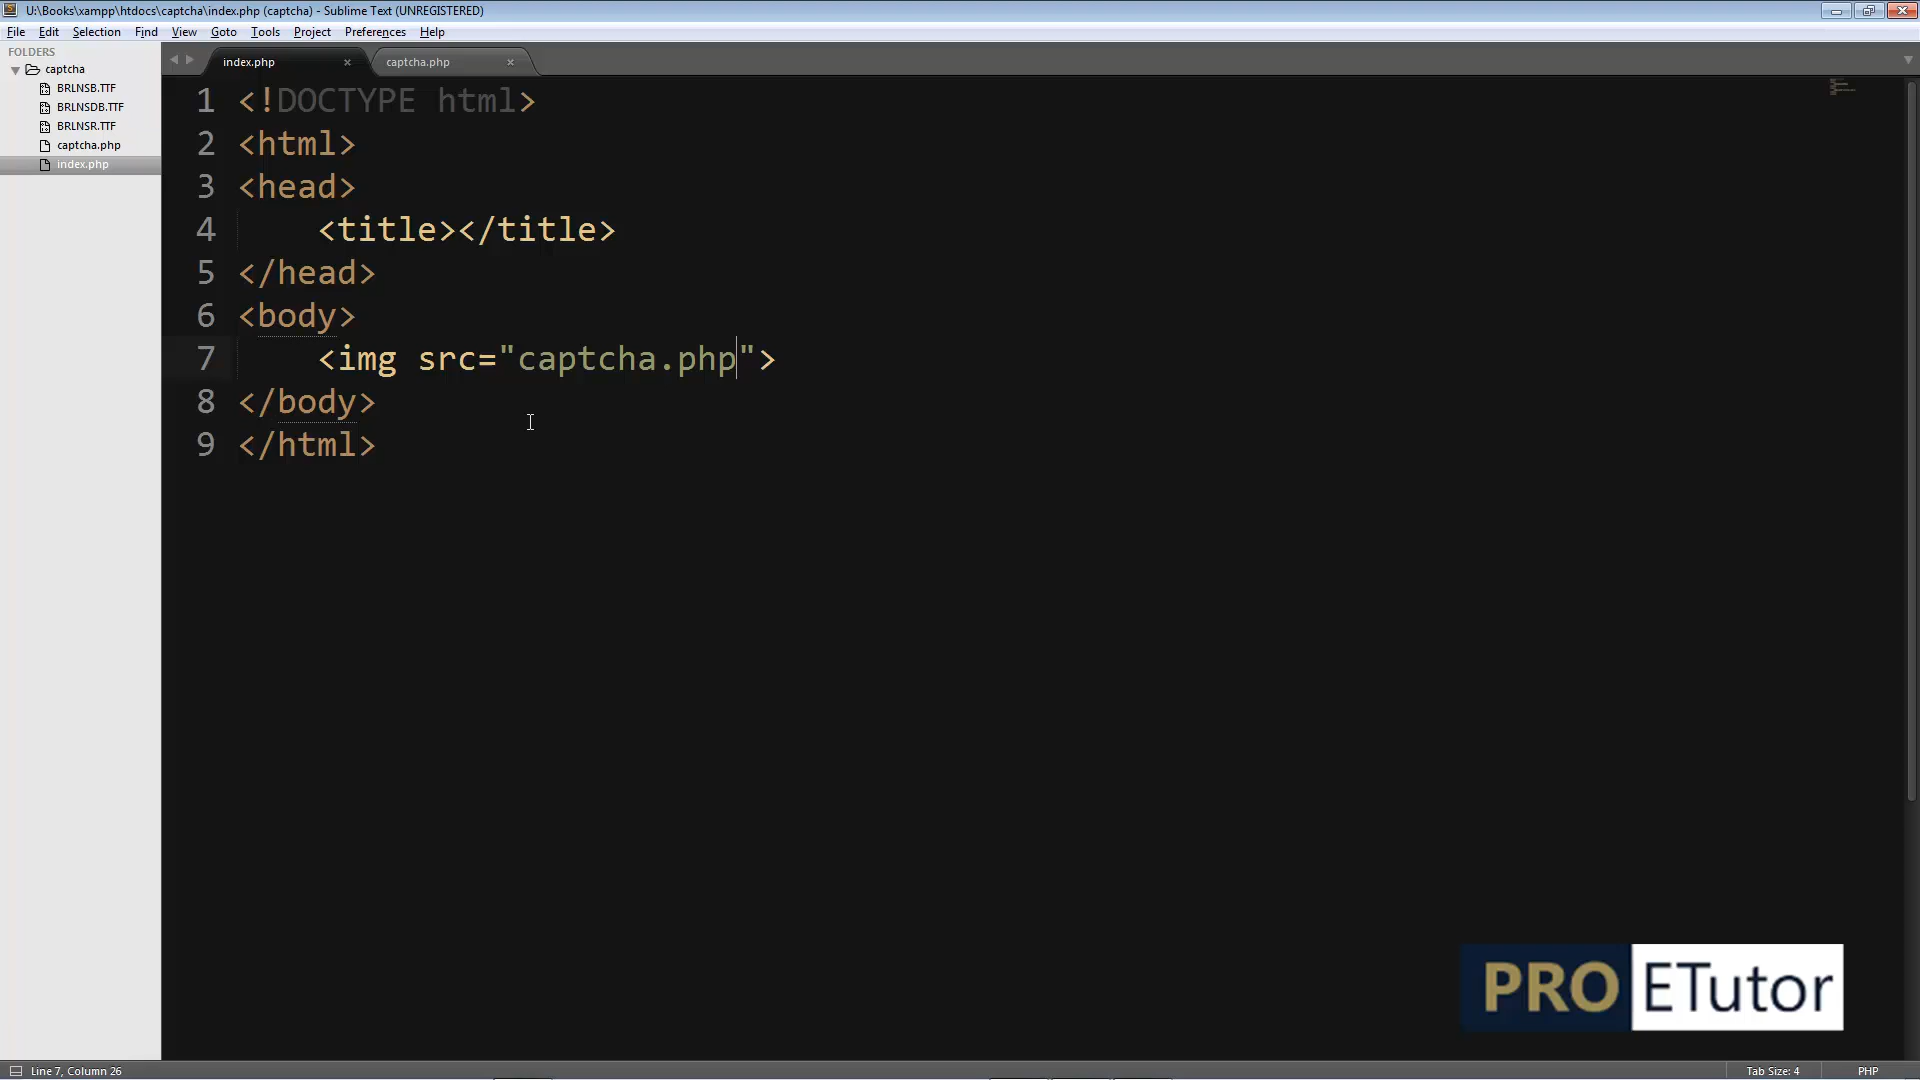 U:\Books\xampp\htdocs\captcha\index.php (captcha) - Sublime Text (UNREGISTERED)
File Edit Selection Find View Goto Tools Project Preferences Help
FOLDERS
captcha
BRLNSB.TTF
BRLNSDB.TTF
BRLNSR.TTF
captcha.php
index.php
index.php captcha.php
1 <!DOCTYPE html>
2 <html>
3 <head>
4 <title></title>
5 </head>
6 <body>
7 <img src="captcha.php">
8 </body>
9 </html>
PRO ETutor
Line 7, Column 26 Tab Size: 4 PHP